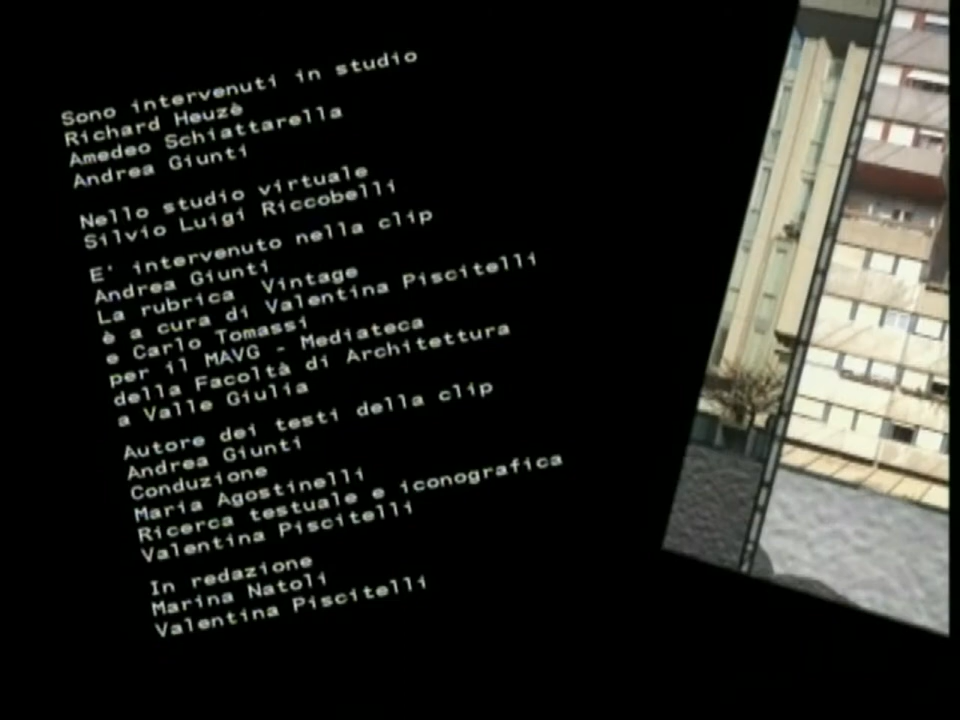 Sono intervenuti in studio
Richard Heuzè
Amedeo Schiattarella
Andrea Giunti
Nello studio virtuale
Silvio Luigi Riccobelli
E' intervenuto nella clip
Andrea Giunti
La rubrica Vintage
è a cura di Valentina Piscitelli
e Carlo Tomassi
per il MAVG - Mediateca
della Facoltà di Architettura
a Valle Giulia
Autore dei testi della clip
Andrea Giunti
Conduzione
Maria Agostinelli
Ricerca testuale e iconografica
Valentina Piscitelli
In redazione
Marina Natoli
Valentina Piscitelli